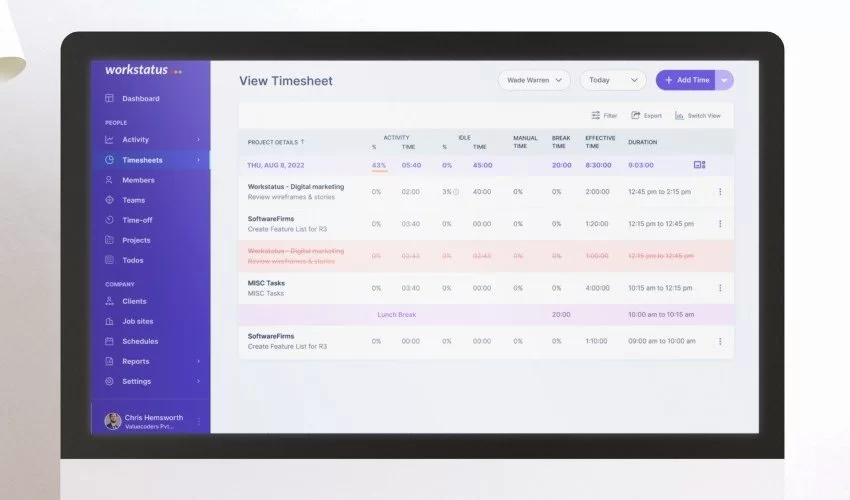 workstatus
View Timesheet
Wade Warren
Today
+ Add Time
Dashboard
PEOPLE
Activity
Timesheets
Members
Teams
Time-off
Projects
Todos
COMPANY
Clients
Job sites
Schedules
Reports
Settings
Chris Hemsworth
Valuecoders Pvt...
Filter Export Switch View
PROJECT DETAILS ↑ ACTIVITY % TIME IDLE % TIME MANUAL TIME BREAK TIME EFFECTIVE TIME DURATION
THU, AUG 8, 2022 43% 05:40 0% 45:00 20:00 8:30:00 9:03:00
Workstatus - Digital marketing
Review wireframes & stories
0% 02:00 3% 40:00 0% 0% 2:00:00 12:45 pm to 2:15 pm
SoftwareFirms
Create Feature List for R3
0% 03:40 0% 00:00 0% 0% 1:20:00 12:15 pm to 12:45 pm
Workstatus - Digital marketing
Review wireframes & stories
0% 02:43 0% 02:43 0% 0% 1:00:00 12:15 pm to 12:45 pm
MISC Tasks
MISC Tasks
0% 03:40 0% 00:00 0% 0% 4:00:00 10:15 am to 12:15 pm
Lunch Break 20:00 10:00 am to 10:15 am
SoftwareFirms
Create Feature List for R3
0% 00:00 0% 00:00 0% 0% 1:10:00 09:00 am to 10:00 am